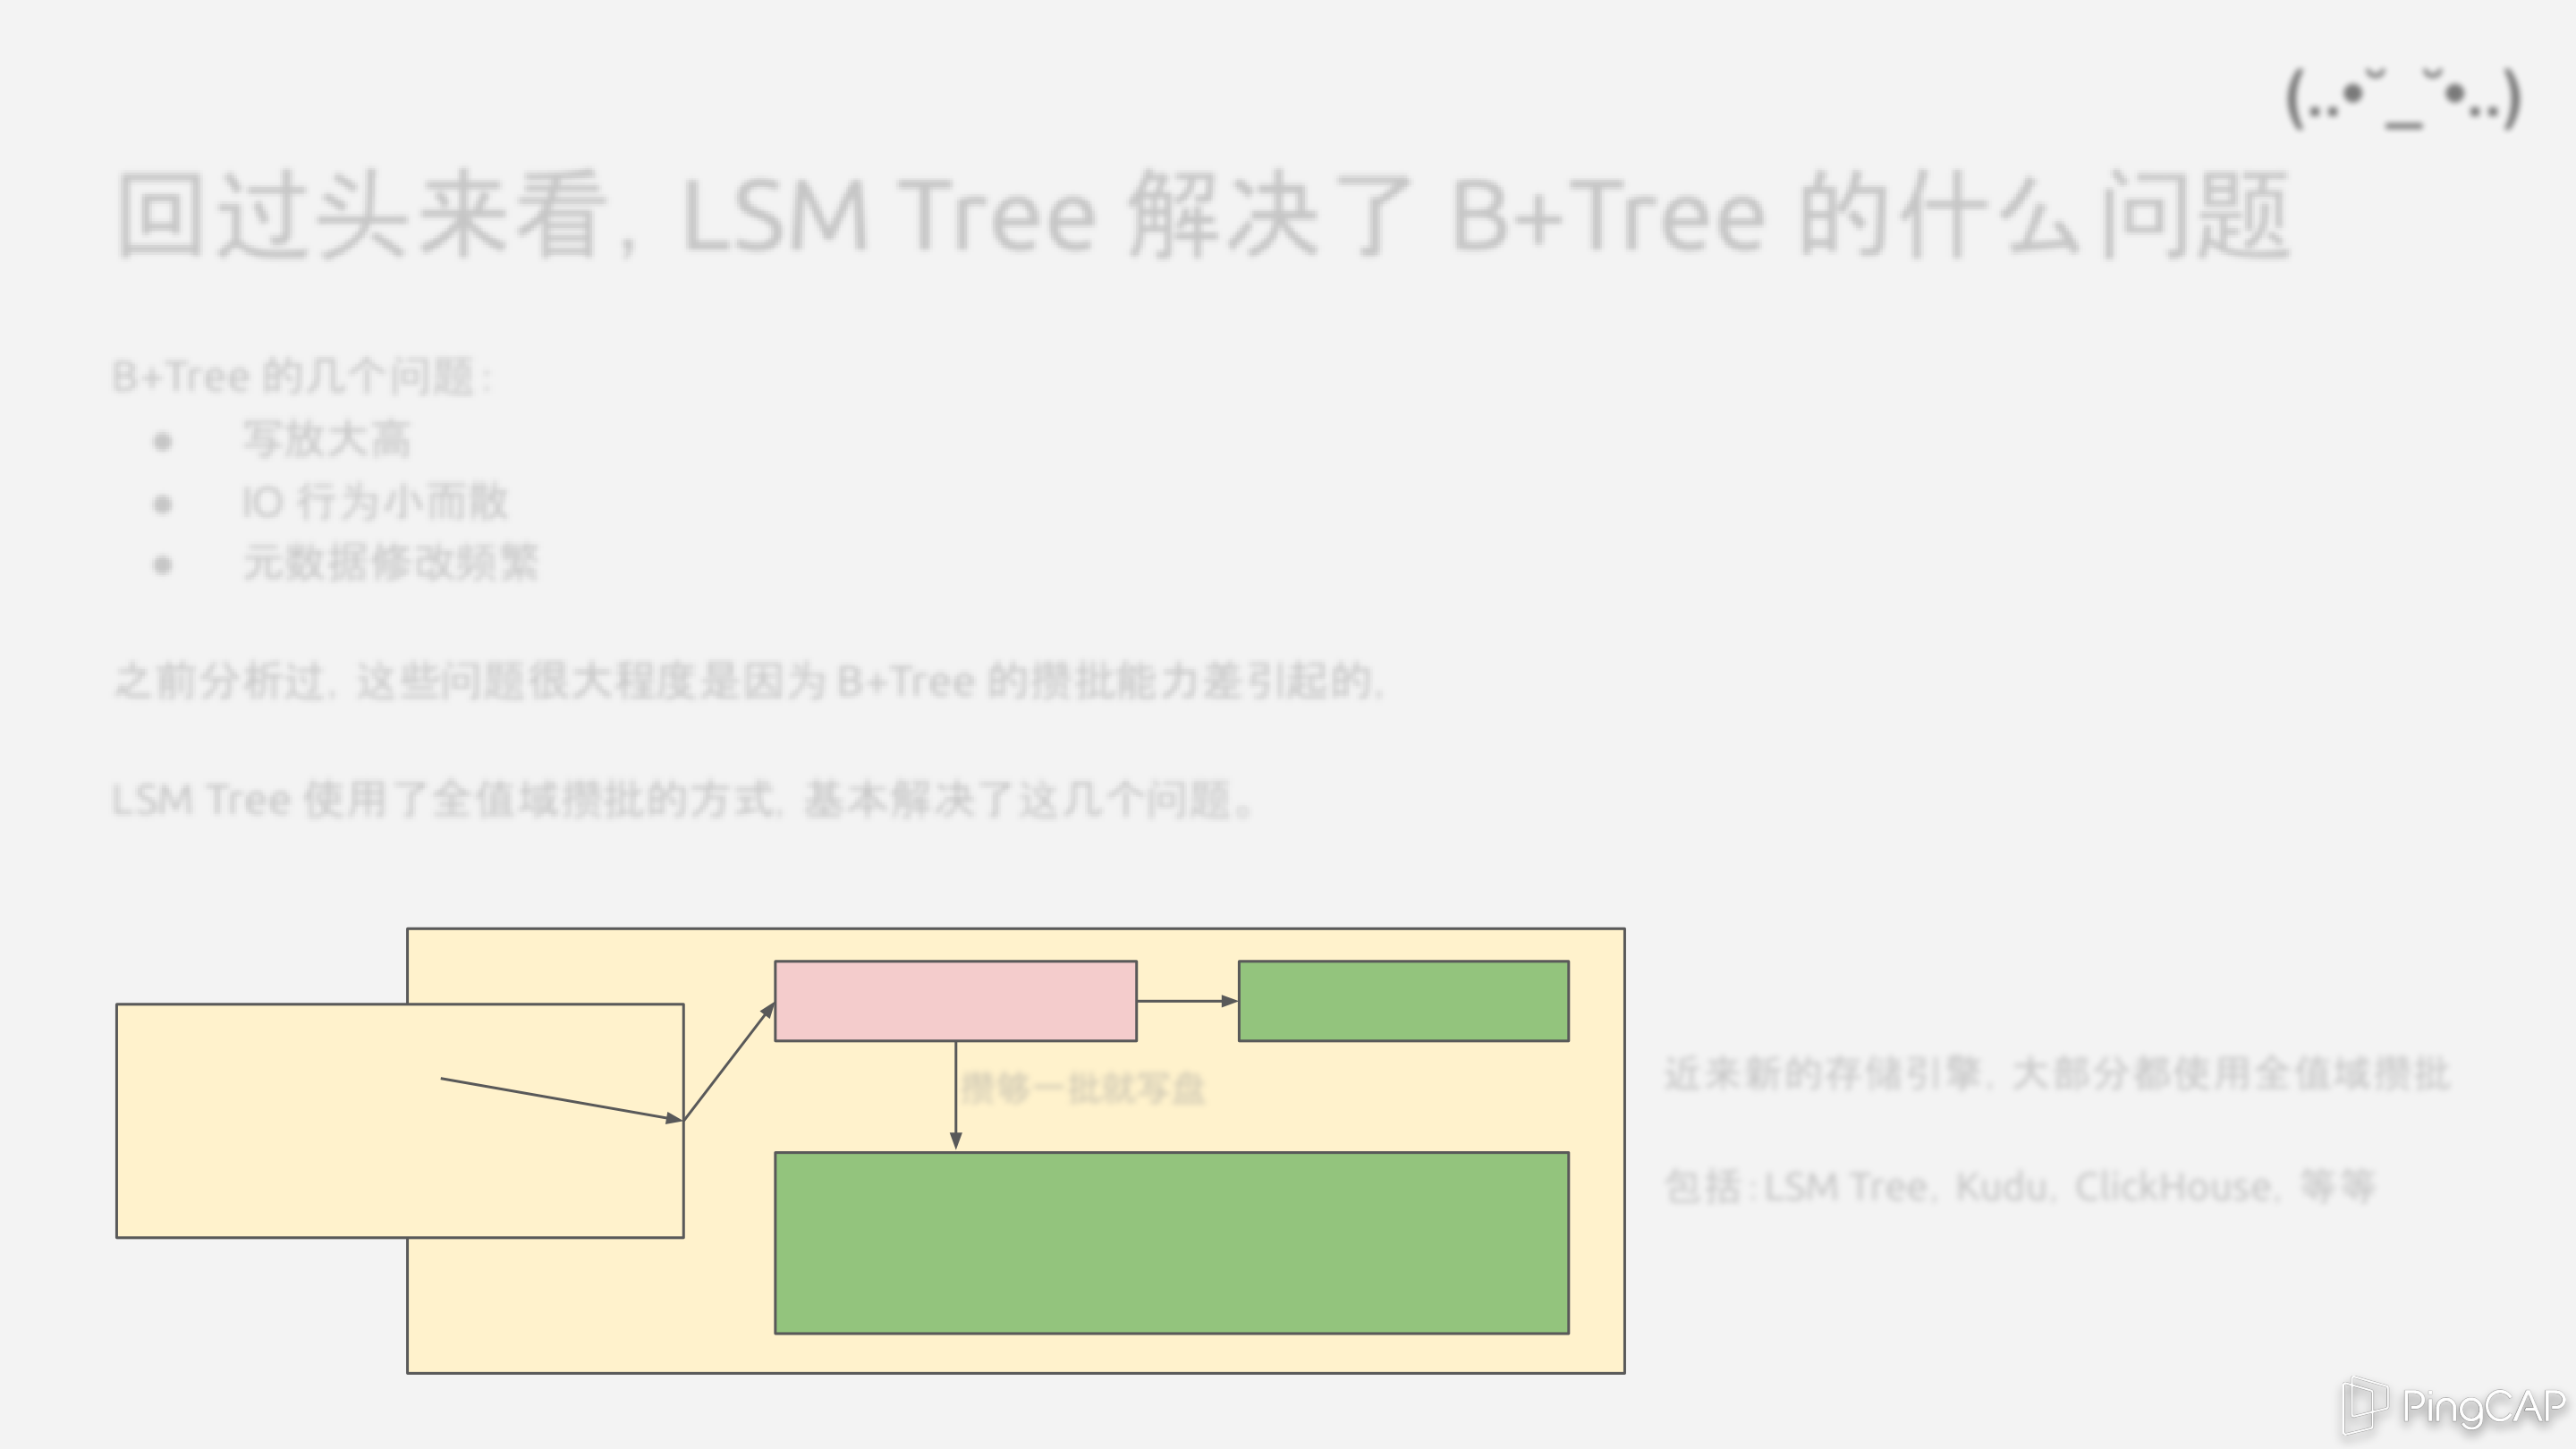 (..•˘_˘•..)
回过头来看, LSM Tree 解决了 B+Tree 的什么问题
B+Tree 的几个问题:
● 写放大高
● IO 行为小而散
● 元数据修改频繁
之前分析过, 这些问题很大程度是因为 B+Tree 的攒批能力差引起的,
LSM Tree 使用了全值域攒批的方式, 基本解决了这几个问题。
攒够一批就写盘
近来新的存储引擎, 大部分都使用全值域攒批
包括:LSM Tree, Kudu, ClickHouse, 等等
PingCAP